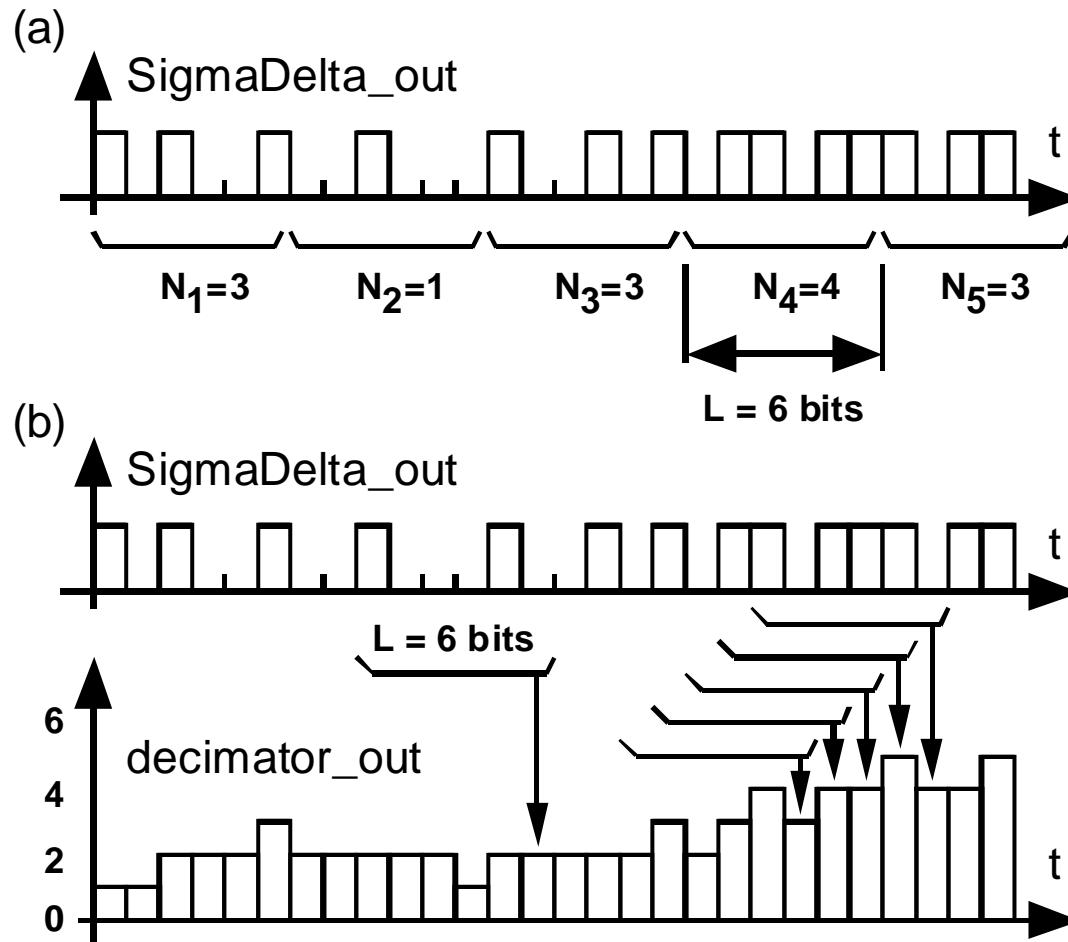 (a)
SigmaDelta_out
t
N1=3 N2=1 N3=3 N4=4 N5=3
L = 6 bits
(b)
SigmaDelta_out
t
L = 6 bits
6
decimator_out
4
2
t
0